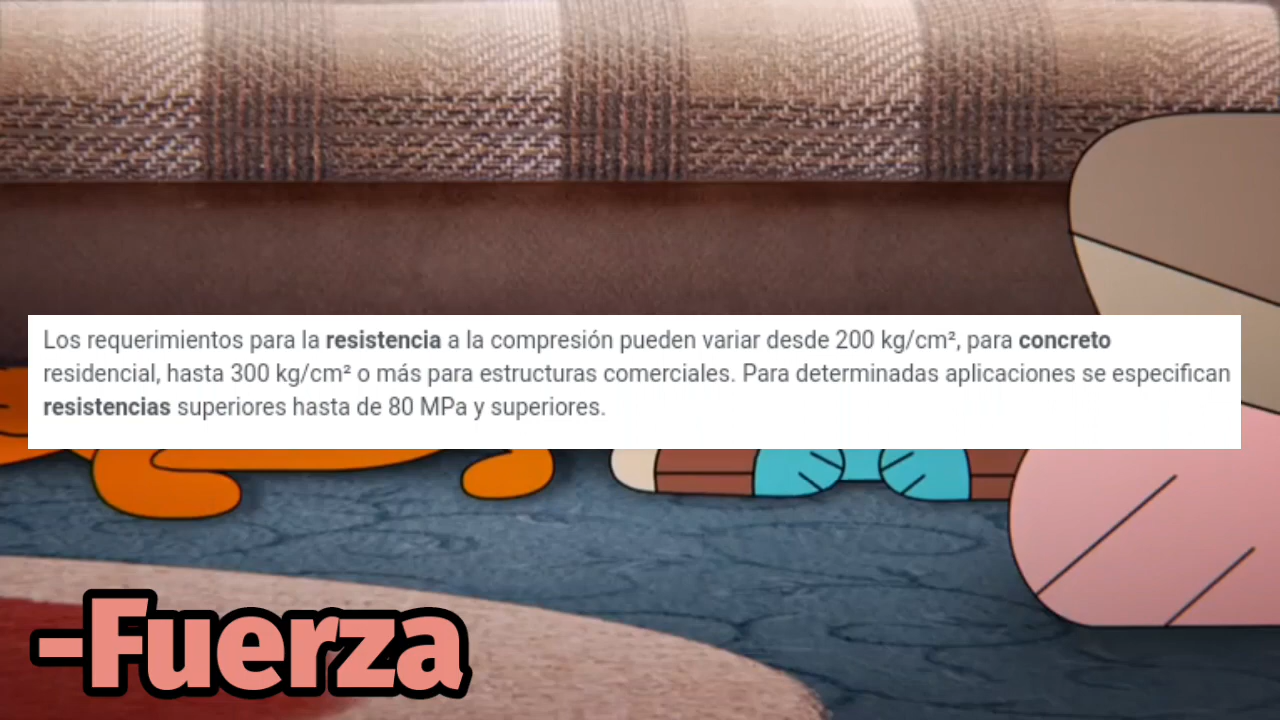 Los requerimientos para la resistencia a la compresión pueden variar desde 200 kg/cm², para concreto
residencial, hasta 300 kg/cm² o más para estructuras comerciales. Para determinadas aplicaciones se especifican
resistencias superiores hasta de 80 MPa y superiores.
-Fuerza